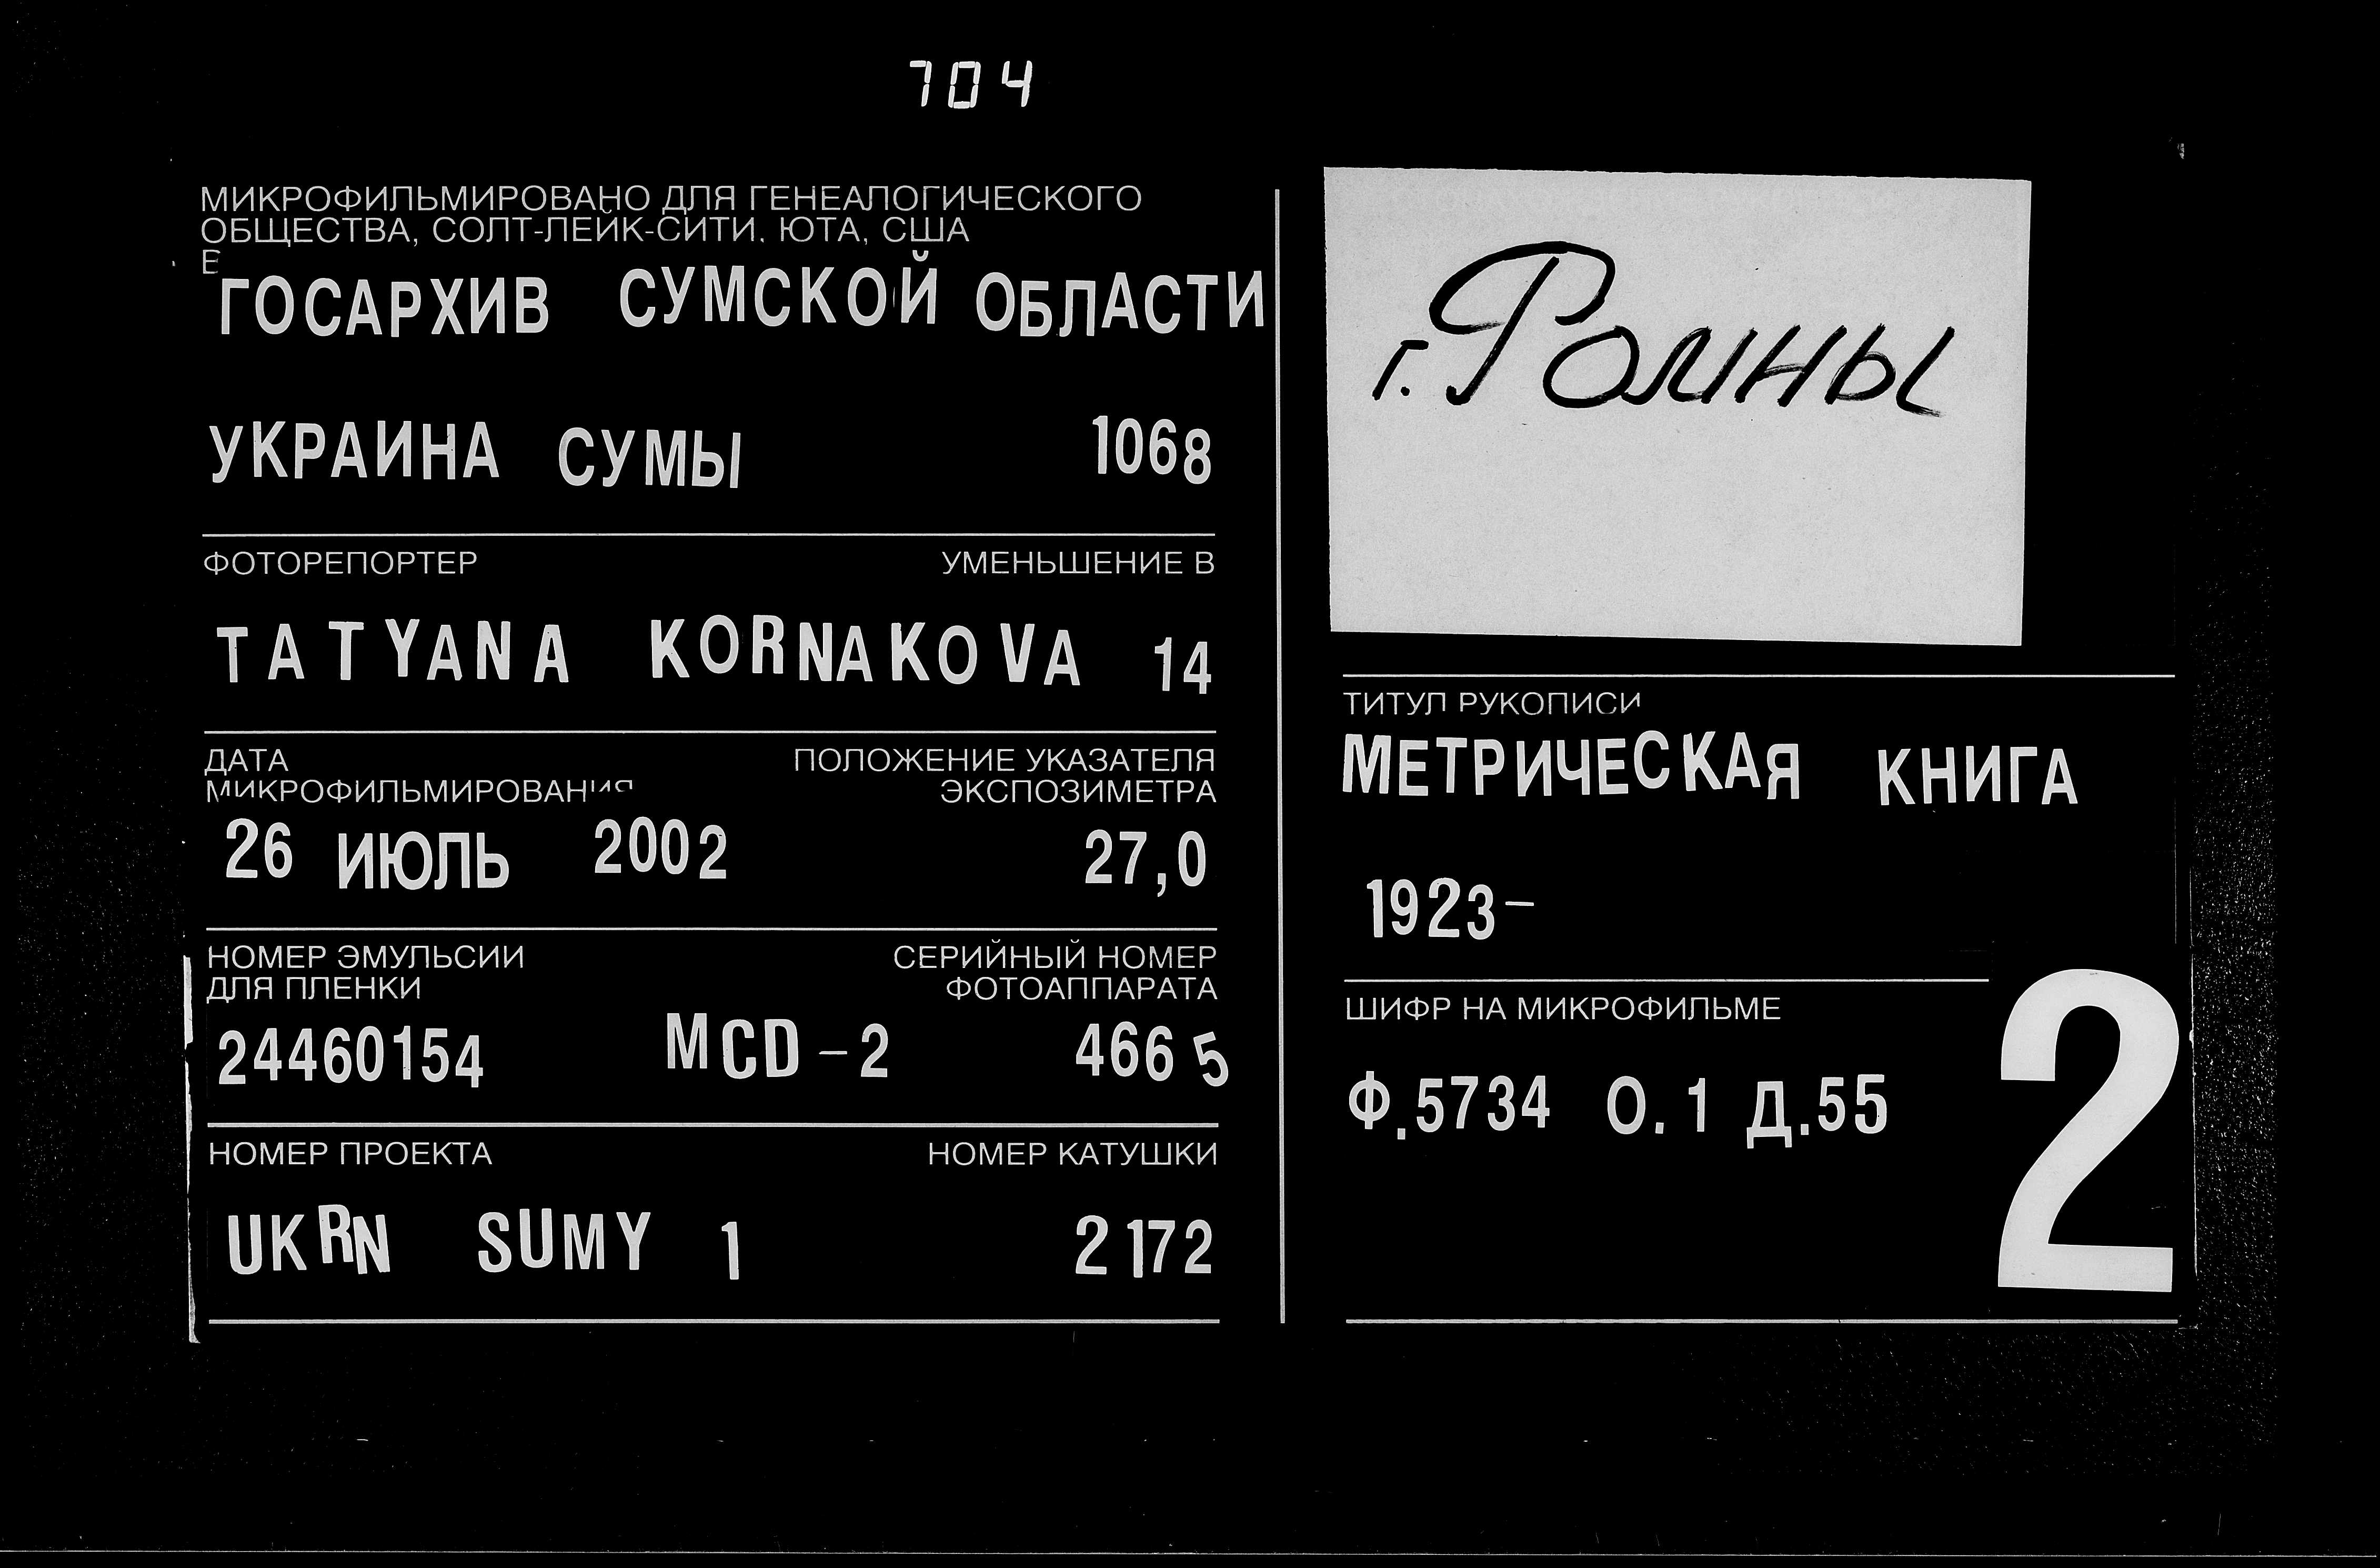 704
МИКРОФИЛЬМИРОВАНО ДЛЯ ГЕНЕАЛОГИЧЕСКОГО
ОБЩЕСТВА, СОЛТ-ЛЕЙК-СИТИ, ЮТА, США
Е
ГОСАРХИВ СУМСКОЙ ОБЛАСТИ
УКРАИНА СУМЫ 1068
ФОТОРЕПОРТЕР УМЕНЬШЕНИЕ В
TATYANA KORNAKOVA 14
ДАТА ПОЛОЖЕНИЕ УКАЗАТЕЛЯ
МИКРОФИЛЬМИРОВАНИЯ ЭКСПОЗИМЕТРА
26 ИЮЛЬ 2002 27,0
НОМЕР ЭМУЛЬСИИ СЕРИЙНЫЙ НОМЕР
ДЛЯ ПЛЕНКИ ФОТОАППАРАТА
24460154 MCD-2 4665
НОМЕР ПРОЕКТА НОМЕР КАТУШКИ
UKRN SUMY 1 2172
г. Ромны
ТИТУЛ РУКОПИСИ
МЕТРИЧЕСКАЯ КНИГА
1923-
ШИФР НА МИКРОФИЛЬМЕ
Ф.5734 О.1 Д.55
2